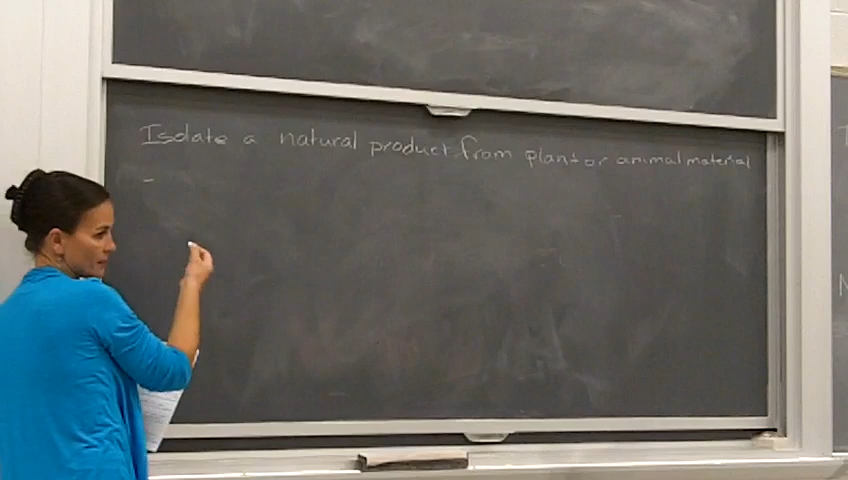 Isolate a natural product from plant or animal material
-